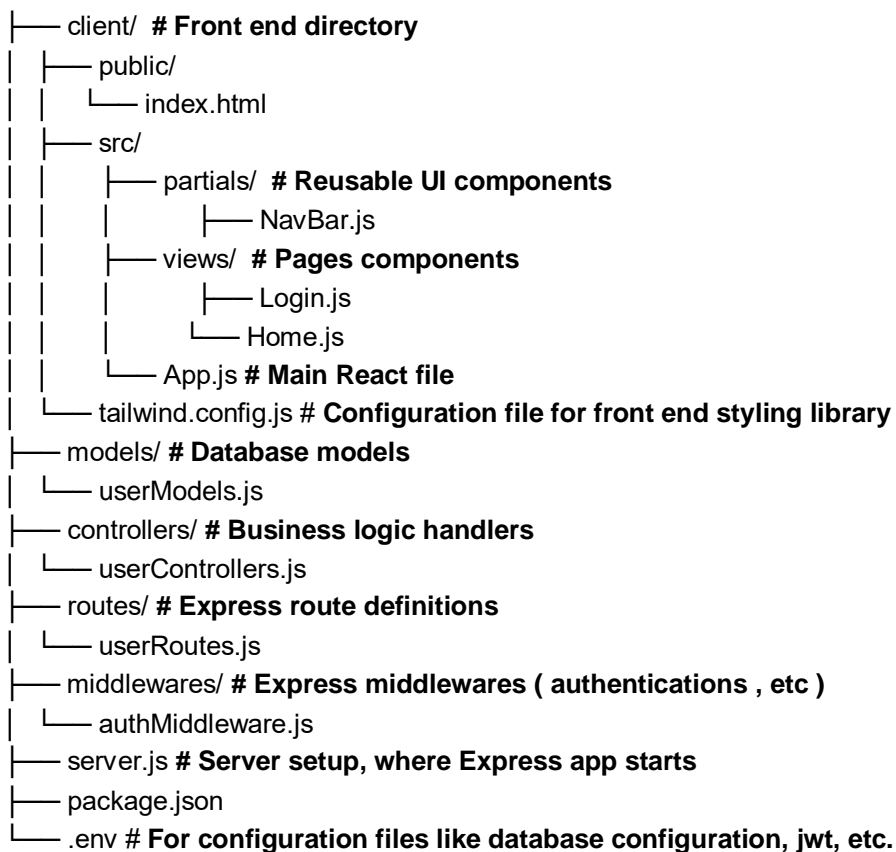 ├── client/  # Front end directory
│   ├── public/
│   │   └── index.html
│   ├── src/
│   │   ├── partials/  # Reusable UI components
│   │   │   ├── NavBar.js
│   │   ├── views/  # Pages components
│   │   │   ├── Login.js
│   │   │   └── Home.js
│   │   └── App.js # Main React file
│   └── tailwind.config.js # Configuration file for front end styling library
├── models/ # Database models
│   └── userModels.js
├── controllers/ # Business logic handlers
│   └── userControllers.js
├── routes/ # Express route definitions
│   └── userRoutes.js
├── middlewares/ # Express middlewares ( authentications , etc )
│   └── authMiddleware.js
├── server.js # Server setup, where Express app starts
├── package.json
└── .env # For configuration files like database configuration, jwt, etc.